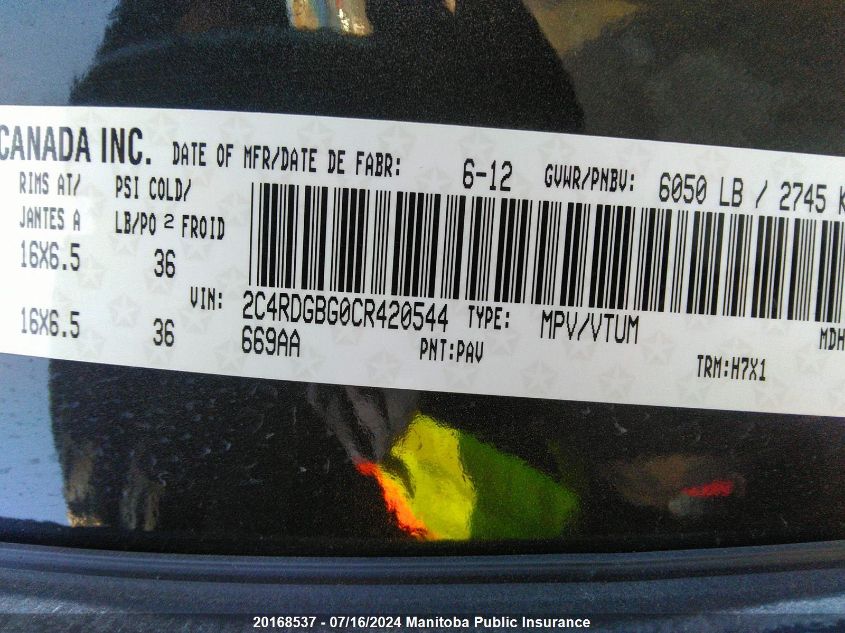 CANADA INC. DATE OF MFR/DATE DE FABR: 6-12 GVWR/PNBV: 6050 LB / 2745 K
RIMS AT/ PSI COLD/
JANTES A LB/PO 2 FROID
16X6.5 36
VIN: 2C4RDGBG0CR420544 TYPE: MPV/VTUM MDH
16X6.5 36 669AA PNT:PAV TRM:H7X1
20168537 - 07/16/2024 Manitoba Public Insurance